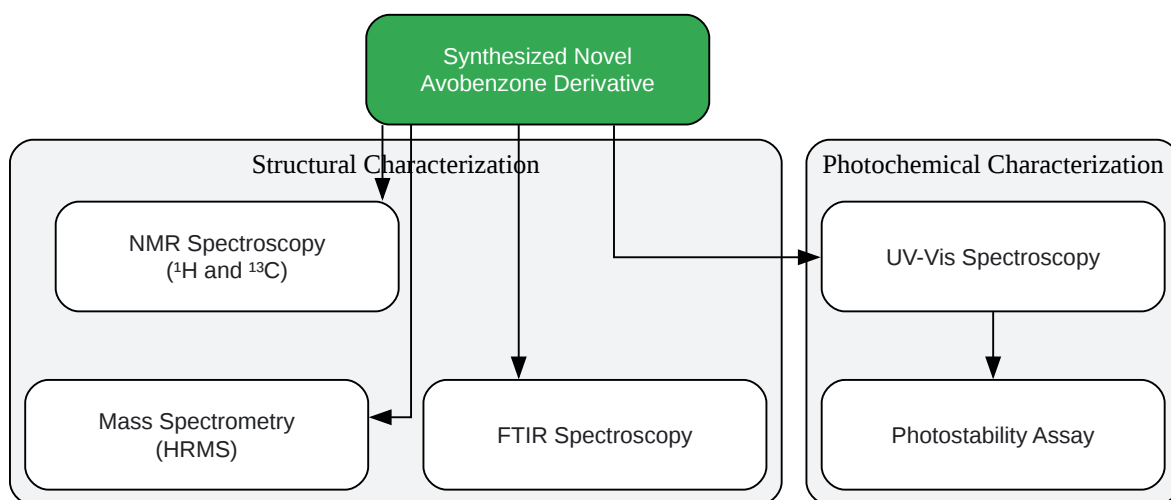 Synthesized Novel
Avobenzone Derivative
Structural Characterization
Photochemical Characterization
NMR Spectroscopy
(¹H and ¹³C)
UV-Vis Spectroscopy
Mass Spectrometry
(HRMS)
FTIR Spectroscopy
Photostability Assay